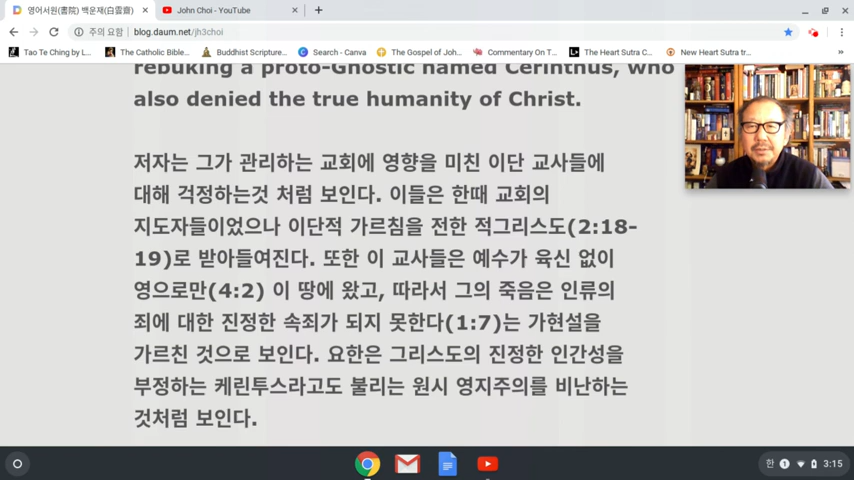 영어서원(書院) 백운재(白雲齋)
John Choi - YouTube
주의 요함
blog.daum.net/jh3choi
Tao Te Ching by L...
The Catholic Bible...
Buddhist Scripture...
Search - Canva
The Gospel of Joh...
Commentary On T...
The Heart Sutra C...
New Heart Sutra tr...
rebuking a proto-Gnostic named Cerinthus, who
also denied the true humanity of Christ.
저자는 그가 관리하는 교회에 영향을 미친 이단 교사들에
대해 걱정하는것 처럼 보인다. 이들은 한때 교회의
지도자들이었으나 이단적 가르침을 전한 적그리스도(2:18-
19)로 받아들여진다. 또한 이 교사들은 예수가 육신 없이
영으로만(4:2) 이 땅에 왔고, 따라서 그의 죽음은 인류의
죄에 대한 진정한 속죄가 되지 못한다(1:7)는 가현설을
가르친 것으로 보인다. 요한은 그리스도의 진정한 인간성을
부정하는 케린투스라고도 불리는 원시 영지주의를 비난하는
것처럼 보인다.
한
1
3:15